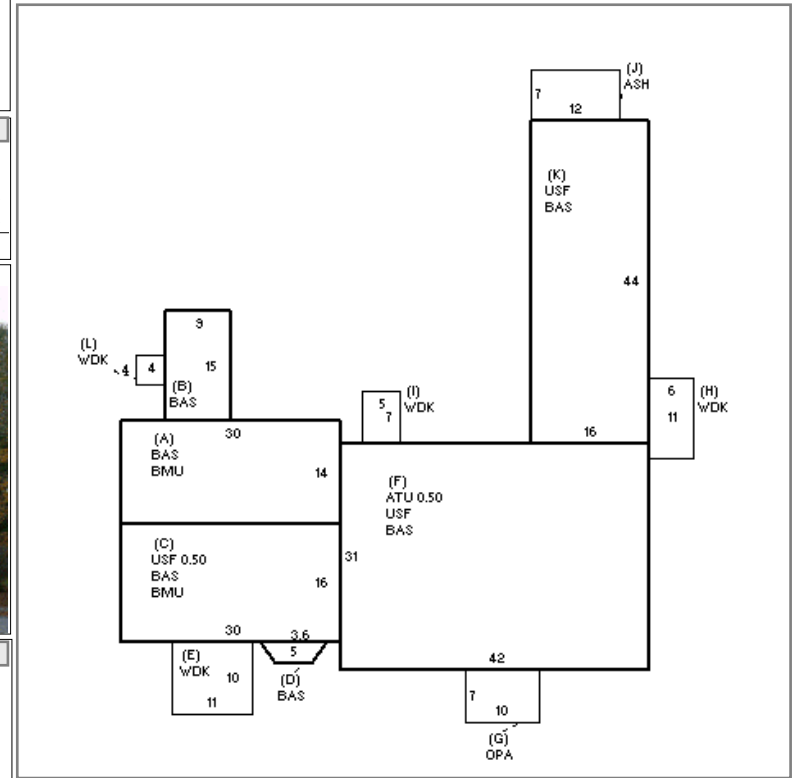 (J)
ASH
7
12
(K)
USF
BAS
44
9
(L)
WDK
4
4
15
(B)
BAS
5
7
(I)
WDK
6
11
(H)
WDK
16
30
(A)
BAS
BMU
14
(F)
ATU 0.50
USF
BAS
(C)
USF 0.50
BAS
BMU
31
16
30
3.6
5
(E)
WDK
10
11
(D)
BAS
42
7
10
(G)
OPA